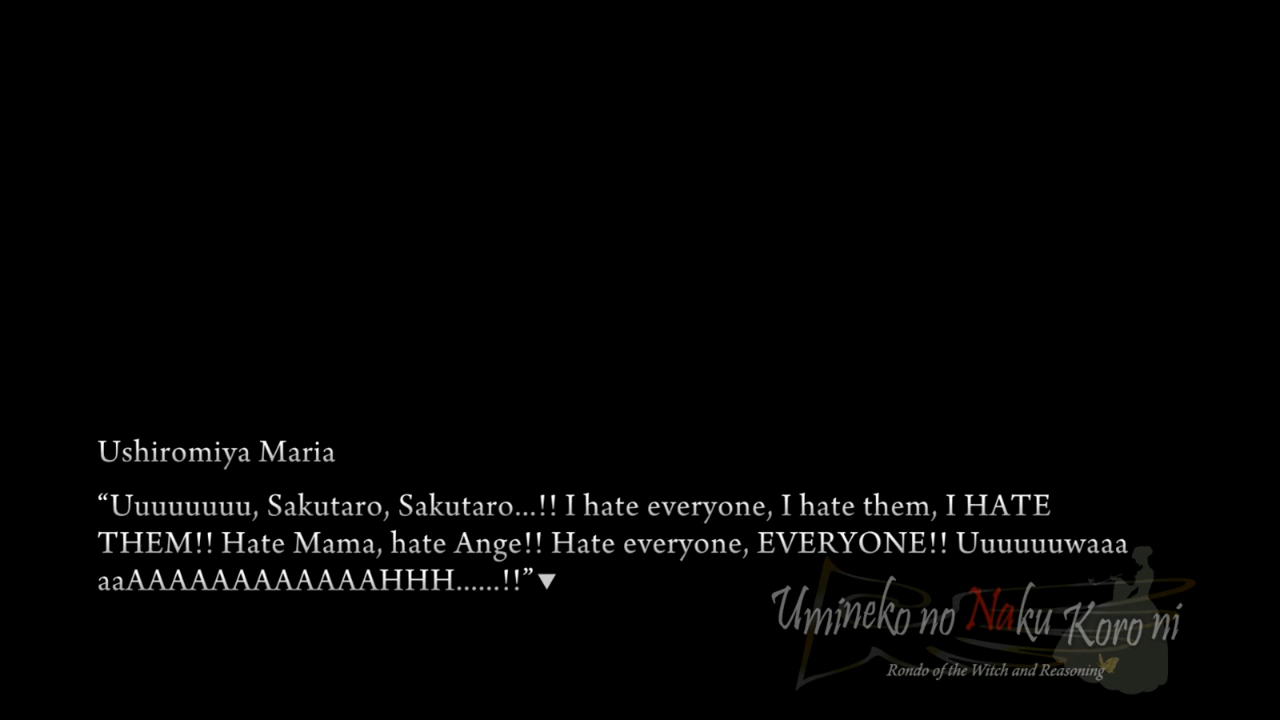 Ushiromiya Maria
“Uuuuuuuu, Sakutaro, Sakutaro...!! I hate everyone, I hate them, I HATE
THEM!! Hate Mama, hate Ange!! Hate everyone, EVERYONE!! Uuuuuuwaaa
aaAAAAAAAAAAAAHHH......!!”▼
Umineko no Naku Koro ni
Rondo of the Witch and Reasoning